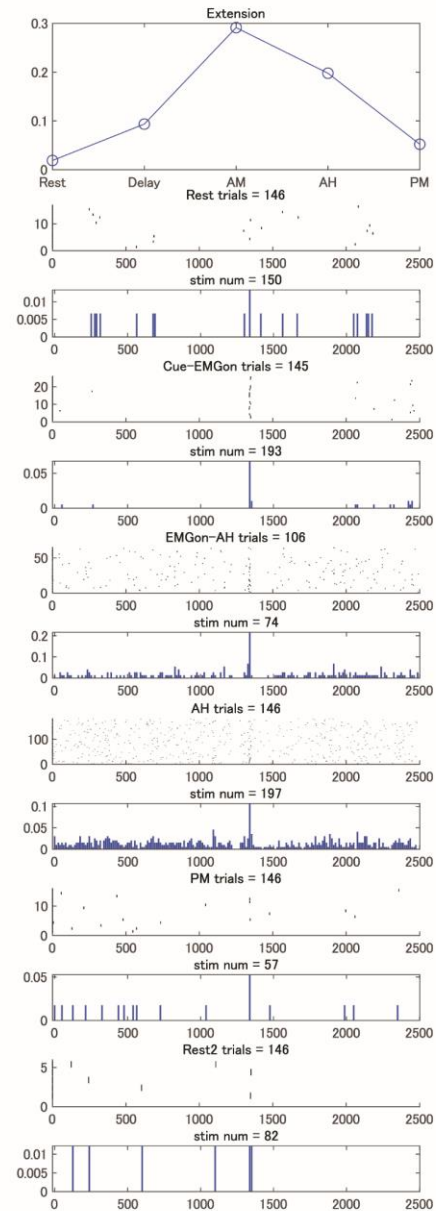 Extension
0.3
0.2
0.1
0
Rest Delay AM AH PM
Rest trials = 146
10
0
0 500 1000 1500 2000 2500
stim num = 150
0.01
0.005
0
0 500 1000 1500 2000 2500
Cue-EMGon trials = 145
20
10
0
0 500 1000 1500 2000 2500
stim num = 193
0.05
0
0 500 1000 1500 2000 2500
EMGon-AH trials = 106
50
0
0 500 1000 1500 2000 2500
stim num = 74
0.2
0.1
0
0 500 1000 1500 2000 2500
AH trials = 146
100
0
0 500 1000 1500 2000 2500
stim num = 197
0.1
0.05
0
0 500 1000 1500 2000 2500
PM trials = 146
10
0
0 500 1000 1500 2000 2500
stim num = 57
0.05
0
0 500 1000 1500 2000 2500
Rest2 trials = 146
5
0
0 500 1000 1500 2000 2500
stim num = 82
0.01
0.005
0
0 500 1000 1500 2000 2500